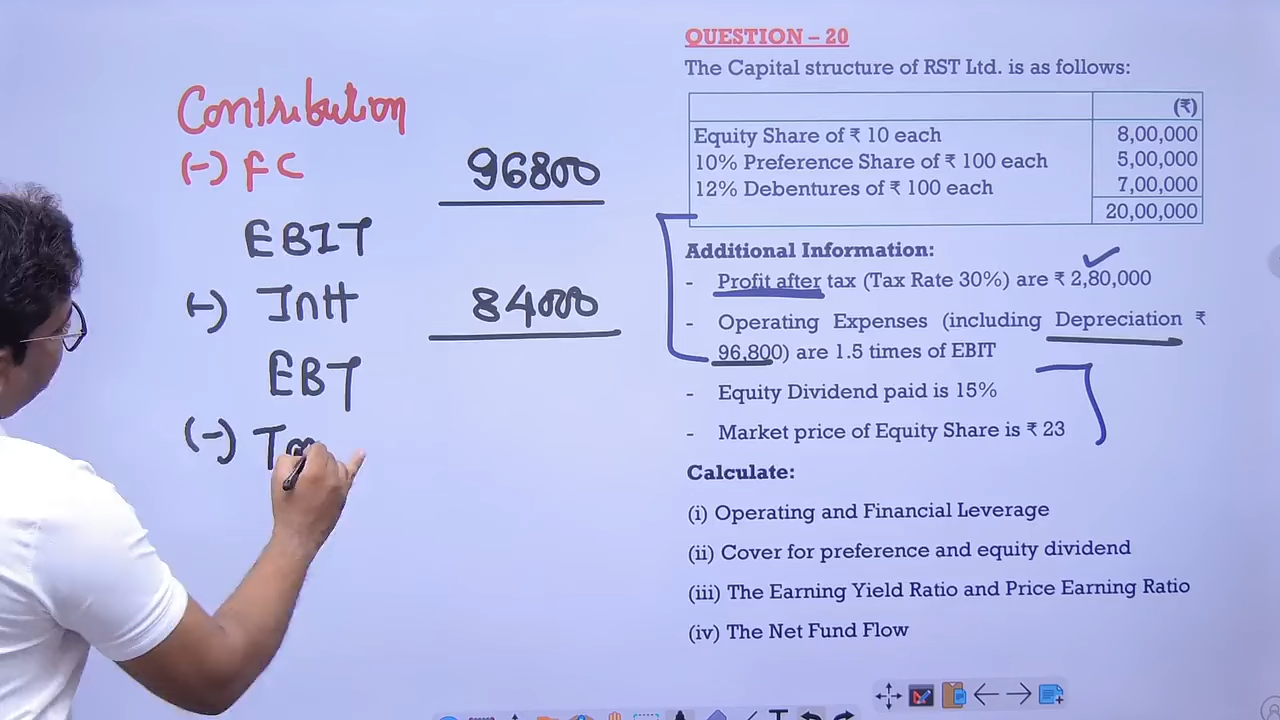 Contribution
(-) FC 96800
EBIT
(-) Int 84000
EBT
(-) Ta
QUESTION – 20
The Capital structure of RST Ltd. is as follows:
(₹)
Equity Share of ₹ 10 each 8,00,000
10% Preference Share of ₹ 100 each 5,00,000
12% Debentures of ₹ 100 each 7,00,000
20,00,000
Additional Information:
- Profit after tax (Tax Rate 30%) are ₹ 2,80,000
- Operating Expenses (including Depreciation ₹
96,800) are 1.5 times of EBIT
- Equity Dividend paid is 15%
- Market price of Equity Share is ₹ 23
Calculate:
(i) Operating and Financial Leverage
(ii) Cover for preference and equity dividend
(iii) The Earning Yield Ratio and Price Earning Ratio
(iv) The Net Fund Flow